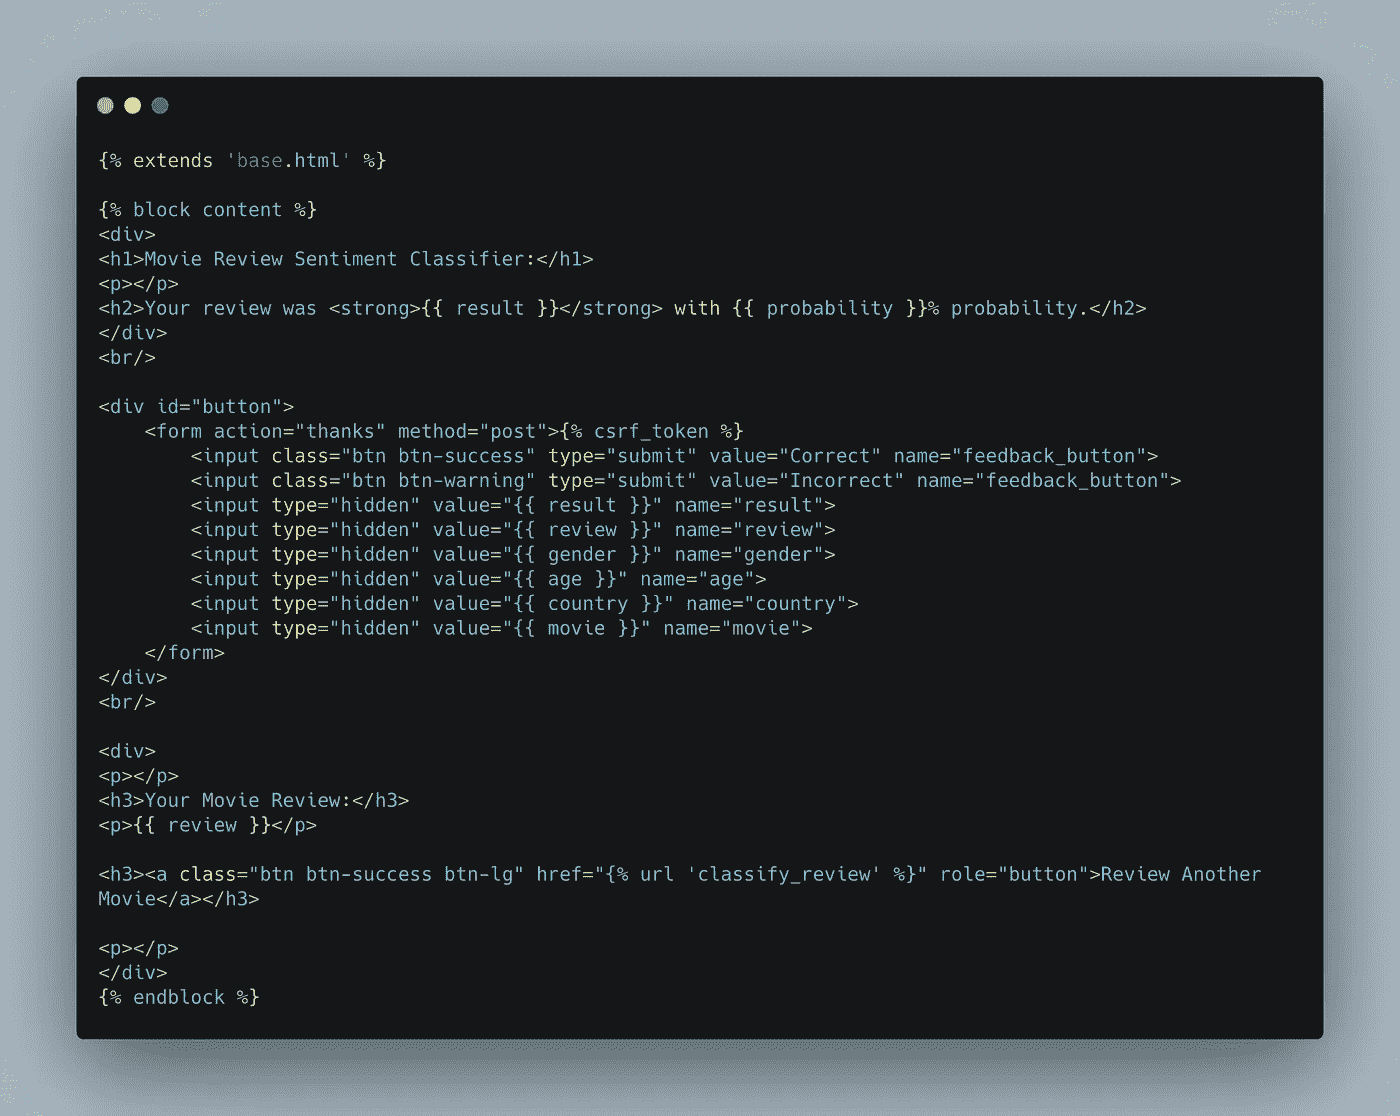 {% extends 'base.html' %}
{% block content %}
<div>
<h1>Movie Review Sentiment Classifier:</h1>
<p></p>
<h2>Your review was <strong>{{ result }}</strong> with {{ probability }}% probability.</h2>
</div>
<br/>
<div id="button">
    <form action="thanks" method="post">{% csrf_token %}
        <input class="btn btn-success" type="submit" value="Correct" name="feedback_button">
        <input class="btn btn-warning" type="submit" value="Incorrect" name="feedback_button">
        <input type="hidden" value="{{ result }}" name="result">
        <input type="hidden" value="{{ review }}" name="review">
        <input type="hidden" value="{{ gender }}" name="gender">
        <input type="hidden" value="{{ age }}" name="age">
        <input type="hidden" value="{{ country }}" name="country">
        <input type="hidden" value="{{ movie }}" name="movie">
    </form>
</div>
<br/>
<div>
<p></p>
<h3>Your Movie Review:</h3>
<p>{{ review }}</p>
<h3><a class="btn btn-success btn-lg" href="{% url 'classify_review' %}" role="button">Review Another
Movie</a></h3>
<p></p>
</div>
{% endblock %}